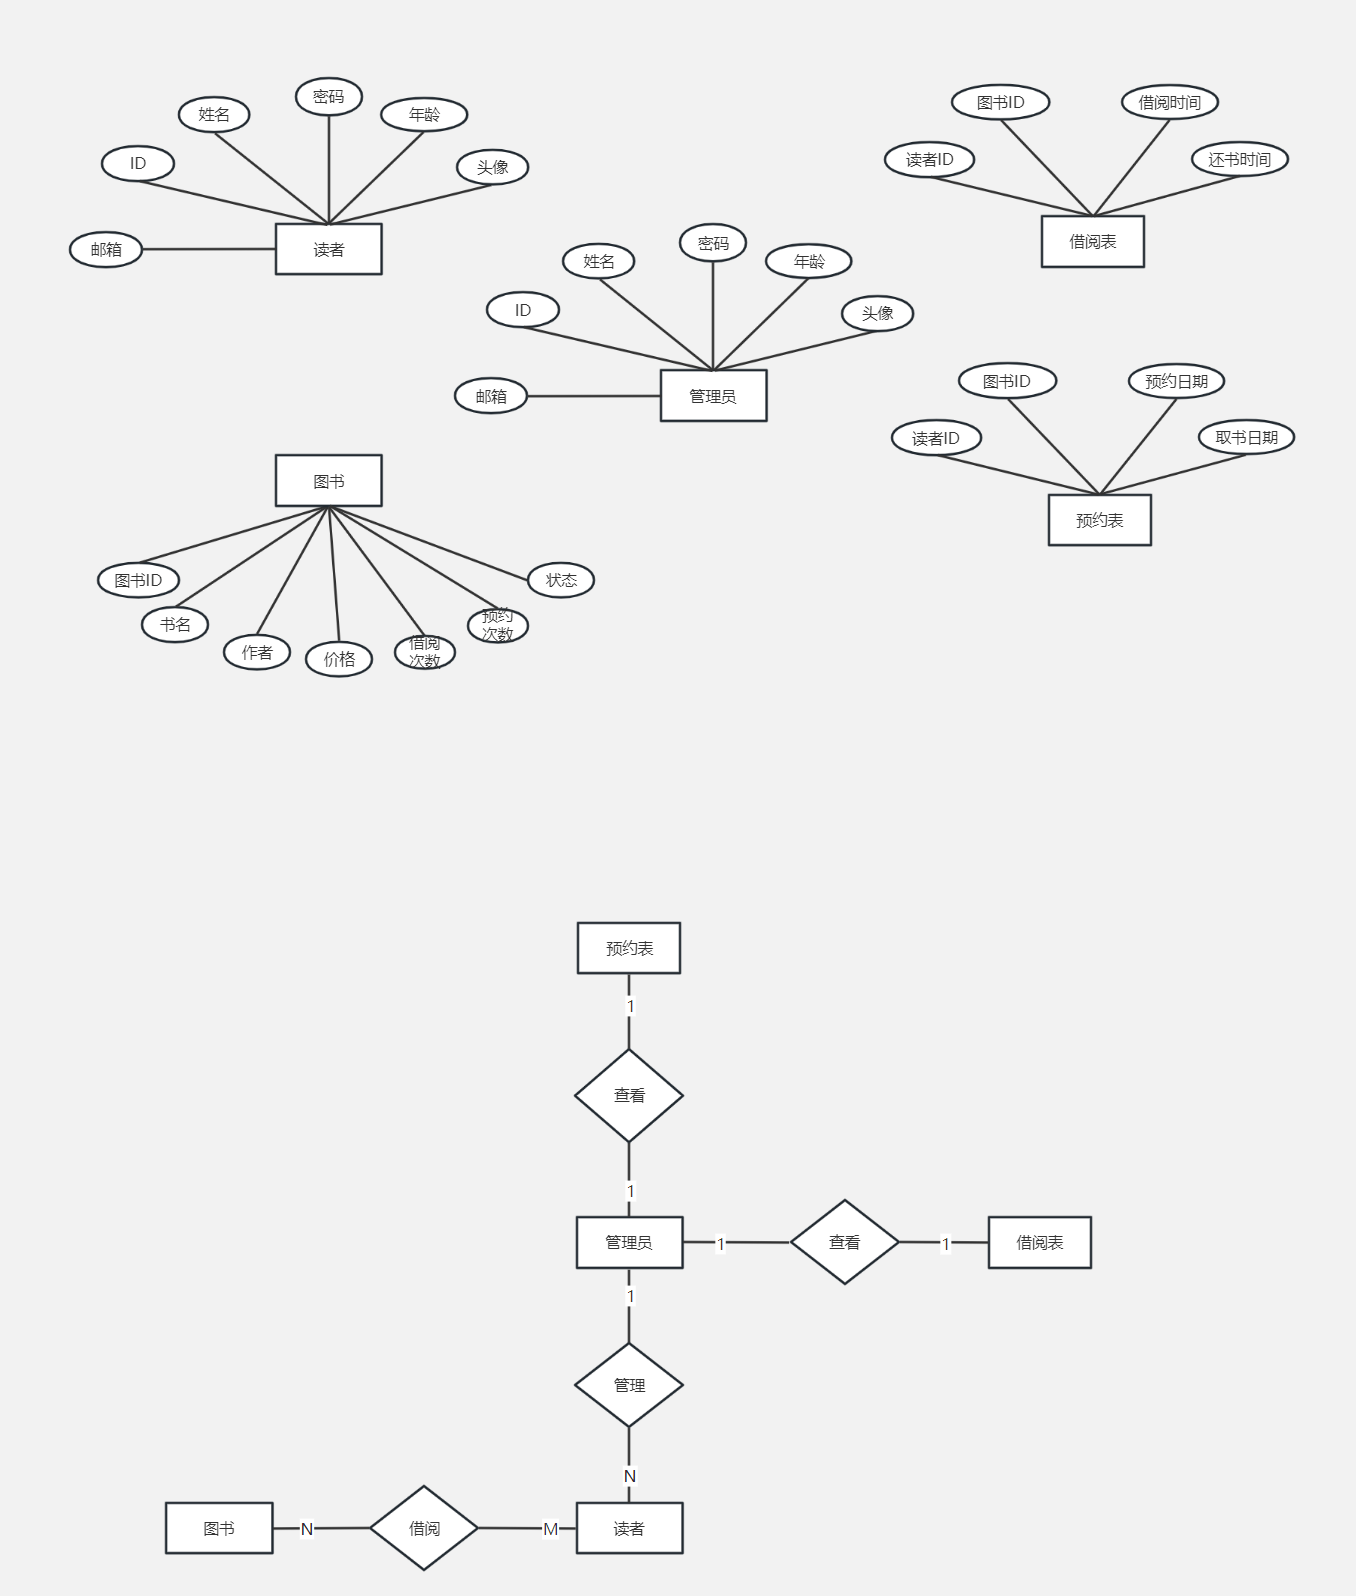 密码
姓名
年龄
ID
头像
邮箱
读者
图书ID
借阅时间
读者ID
还书时间
借阅表
密码
姓名
年龄
ID
头像
邮箱
管理员
图书ID
预约日期
读者ID
取书日期
预约表
图书
图书ID
书名
作者
价格
借阅
次数
预约
次数
状态
预约表
1
查看
1
管理员
1
查看
1
借阅表
1
管理
N
图书
N
借阅
M
读者